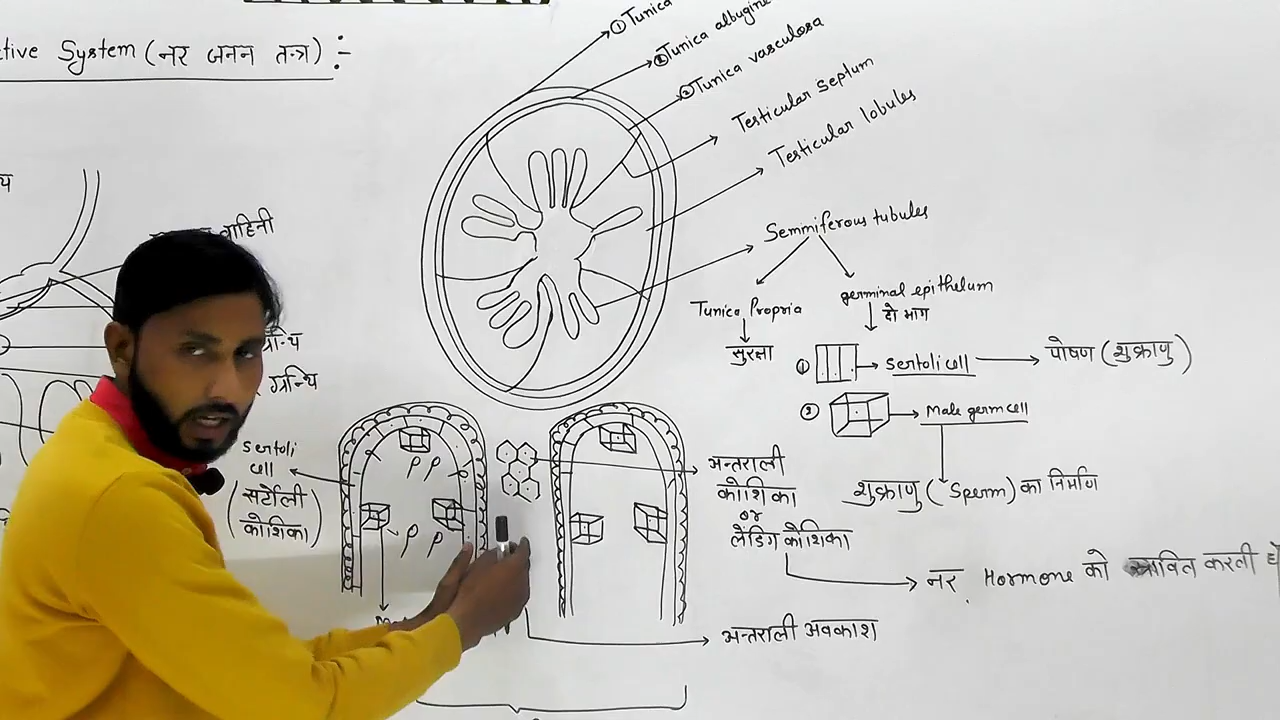 ctive System (नर जनन तन्त्र) :-
① Tunica
② Tunica albugine
③ Tunica vasculosa
Testicular septum
Testicular lobules
य
वाहिनी
ग्रन्थि
ग्रन्थि
Semmiferous tubules
Tunica Propria
सुरक्षा
germinal epithelum
दो भाग
① Sertoli cell
पोषण (शुक्राणु)
② Male germ cell
शुक्राणु (Sperm) का निर्माण
Sertoli
cell
(सर्टोली
कोशिका)
अन्तराली
कोशिका
or
लैंडिग कोशिका
नर Hormone को स्त्रावित करती
अन्तराली अवकाश